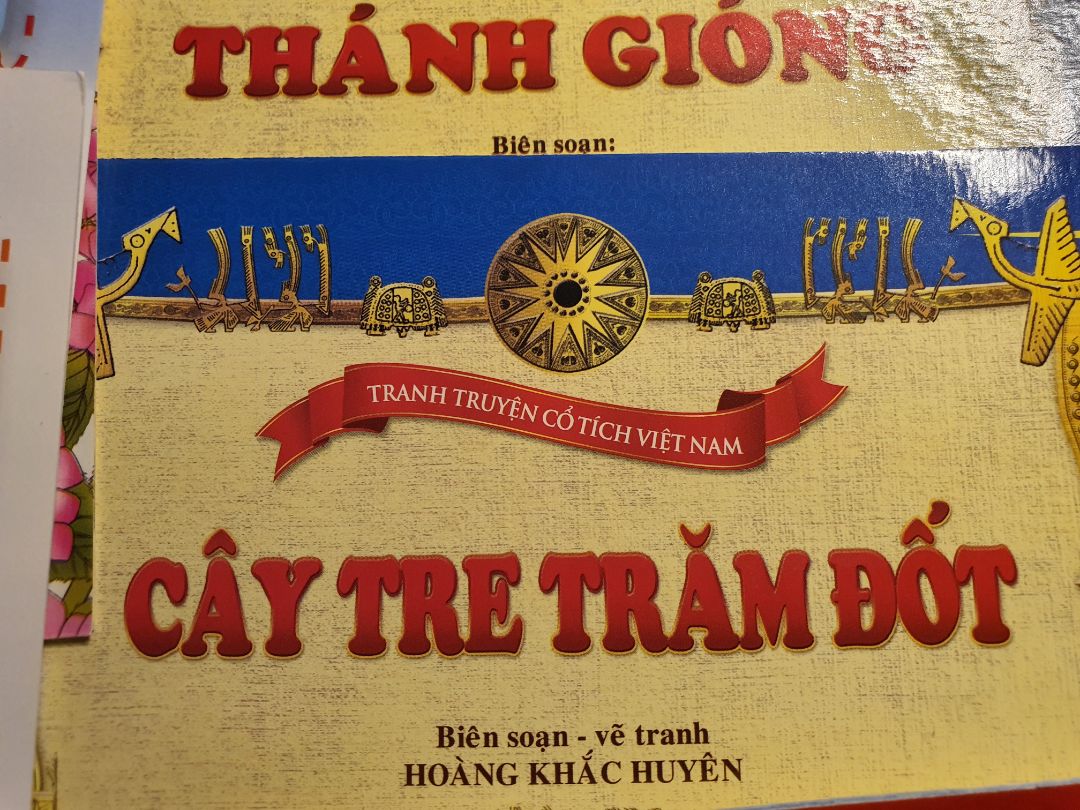 THÁNH GIÓNG
Biên soạn:
TRANH TRUYỆN CỔ TÍCH VIỆT NAM
CÂY TRE TRĂM ĐỐT
Biên soạn - vẽ tranh
HOÀNG KHẮC HUYÊN